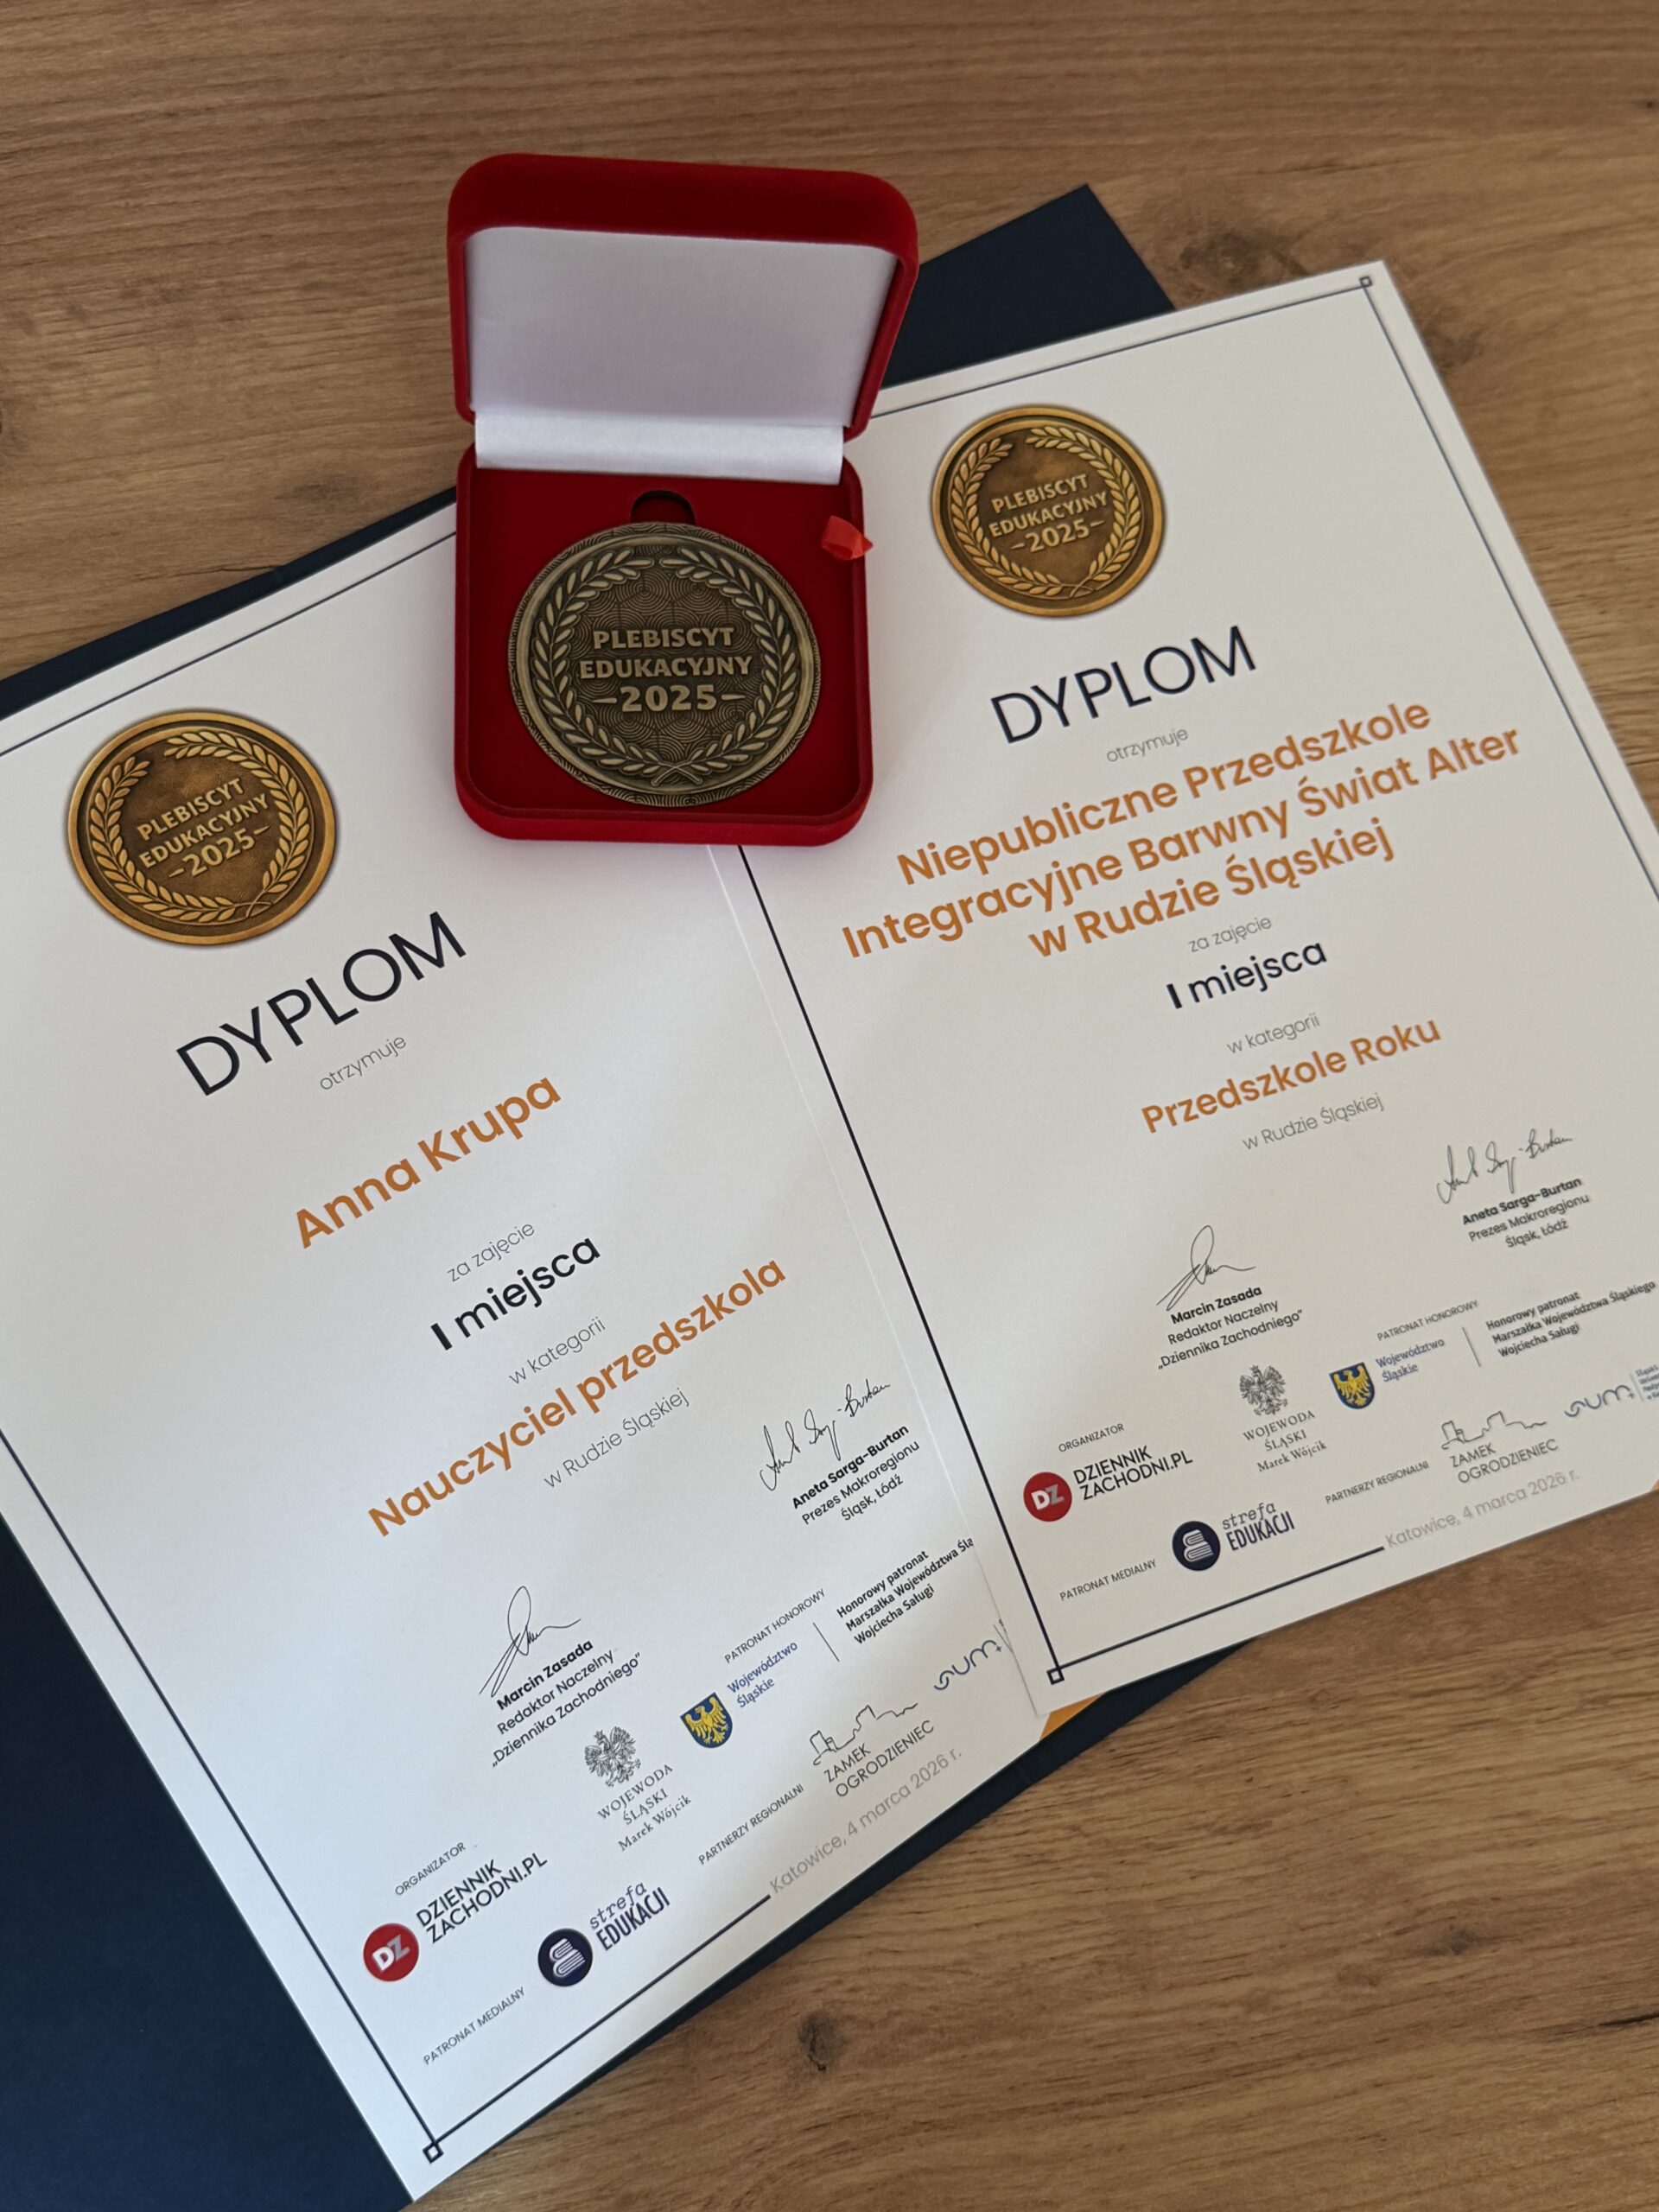 PLEBISCYT
EDUKACYJNY
2025
PLEBISCYT
EDUKACYJNY
2025
DYPLOM
otrzymuje
Anna Krupa
za zajęcie
I miejsca
w kategorii
Nauczyciel przedszkola
w Rudzie Śląskiej
Aneta Sarga-Burtan
Prezes Makroregionu
Śląsk, Łódź
Marcin Zasada
Redaktor Naczelny
„Dziennika Zachodniego"
PATRONAT HONOROWY
Województwo
Śląskie
Honorowy patronat
Marszałka Województwa
Wojciecha Saługi
WOJEWODA
ŚLĄSKI
Marek Wójcik
sum
ORGANIZATOR
DZ
DZIENNIK
ZACHODNI.PL
PARTNERZY REGIONALNI
ZAMEK
OGRODZIENIEC
PATRONAT MEDIALNY
strefa
EDUKACJI
Katowice, 4 marca 2026 r.
PLEBISCYT
EDUKACYJNY
2025
DYPLOM
otrzymuje
Niepubliczne Przedszkole
Integracyjne Barwny Świat Alter
w Rudzie Śląskiej
za zajęcie
I miejsca
w kategorii
Przedszkole Roku
w Rudzie Śląskiej
Aneta Sarga-Burtan
Prezes Makroregionu
Śląsk, Łódź
Marcin Zasada
Redaktor Naczelny
„Dziennika Zachodniego"
PATRONAT HONOROWY
Województwo
Śląskie
Honorowy patronat
Marszałka Województwa Śląskiego
Wojciecha Saługi
WOJEWODA
ŚLĄSKI
Marek Wójcik
sum
ORGANIZATOR
DZ
DZIENNIK
ZACHODNI.PL
PARTNERZY REGIONALNI
ZAMEK
OGRODZIENIEC
PATRONAT MEDIALNY
strefa
EDUKACJI
Katowice, 4 marca 2026 r.